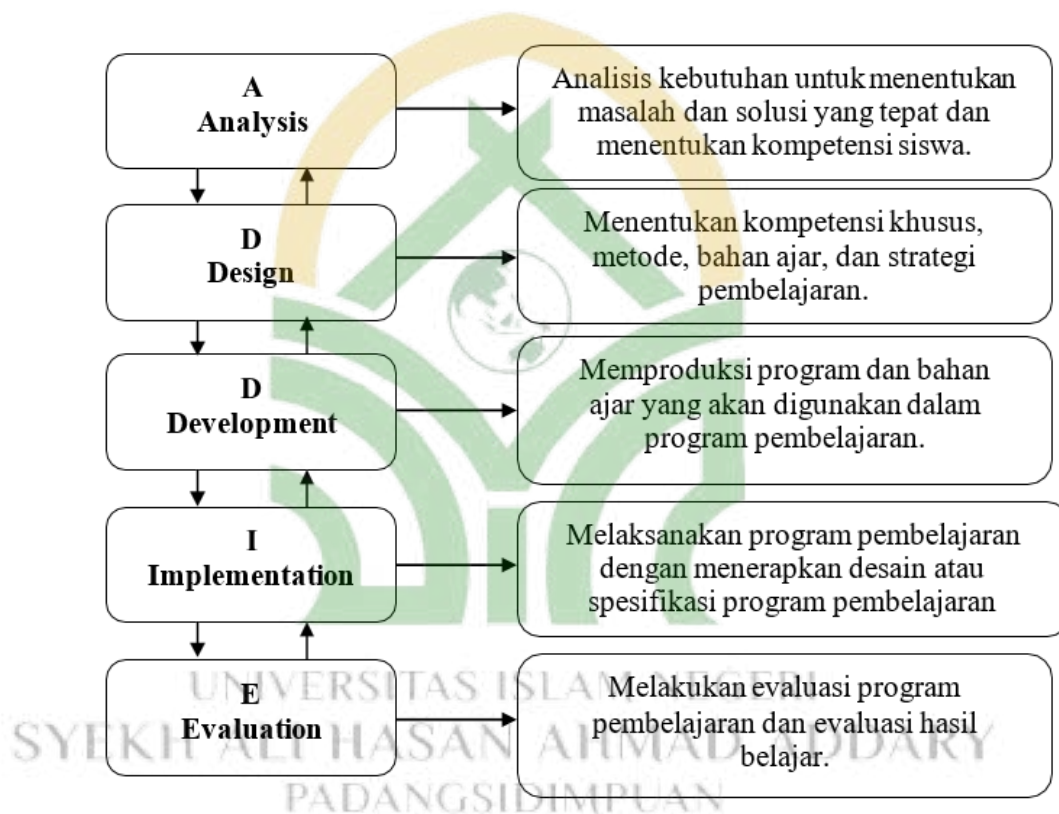 A
Analysis
Analisis kebutuhan untuk menentukan
masalah dan solusi yang tepat dan
menentukan kompetensi siswa.
D
Design
Menentukan kompetensi khusus,
metode, bahan ajar, dan strategi
pembelajaran.
D
Development
Memproduksi program dan bahan
ajar yang akan digunakan dalam
program pembelajaran.
I
Implementation
Melaksanakan program pembelajaran
dengan menerapkan desain atau
spesifikasi program pembelajaran
E
Evaluation
Melakukan evaluasi program
pembelajaran dan evaluasi hasil
belajar.
UNIVERSITAS ISLAM NEGERI
SYEKH ALI HASAN AHMAD ADDARY
PADANGSIDIMPUAN